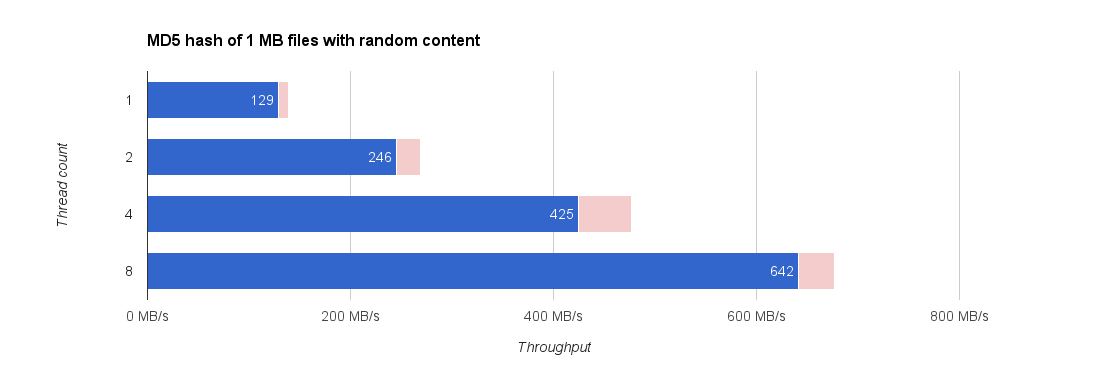 MD5 hash of 1 MB files with random content
Thread count
1
129
2
246
4
425
8
642
0 MB/s
200 MB/s
400 MB/s
600 MB/s
800 MB/s
Throughput